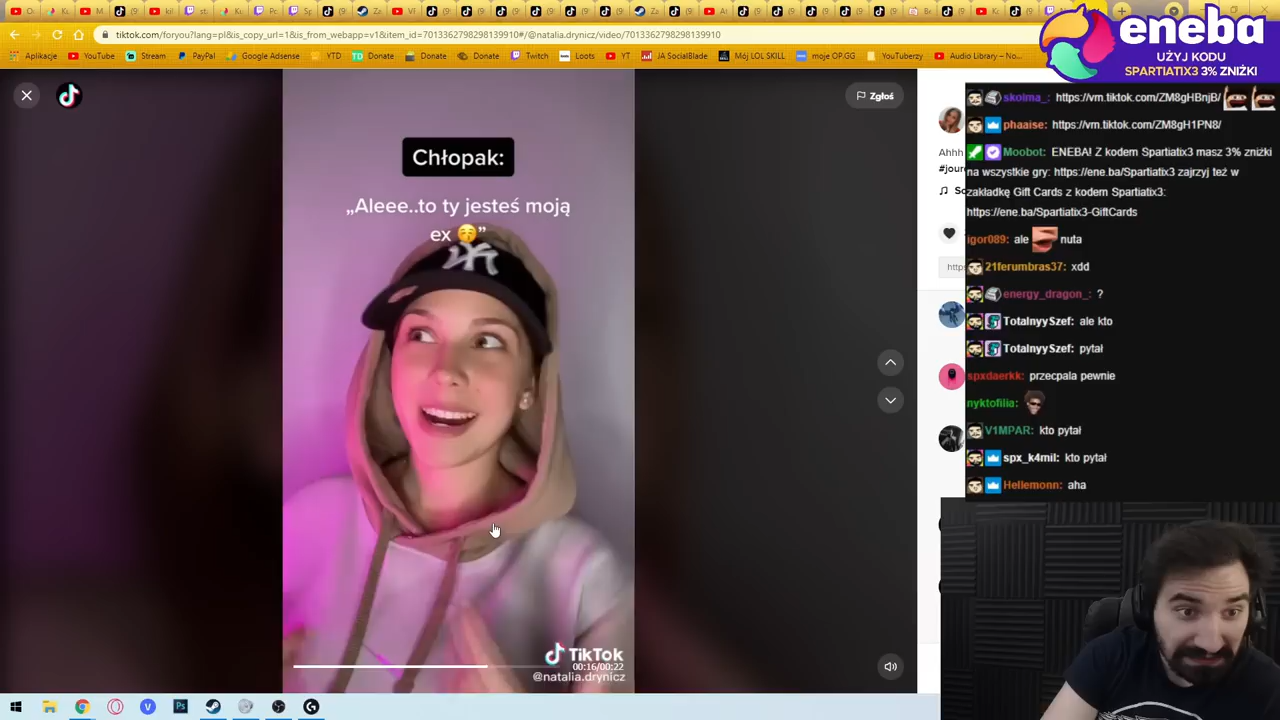 tiktok.com/foryou?lang=pl&is_copy_url=1&is_from_webapp=v1&item_id=7013362798298139910#/@natalia.drynicz/video/7013362798298139910
Aplikacje YouTube Stream PayPal Google Adsense YTD Donate Donate Donate Twitch Loots YT JA SocialBlade Mój LOL SKILL moje OP.GG YouTuberzy Audio Library – No...
eneba
UŻYJ KODU
SPARTIATIX3 3% ZNIŻKI
Zgłoś
Chłopak:
„Aleee..to ty jesteś moją
ex 😚”
NY
TikTok
00:16/00:22
@natalia.drynicz
Ahhh
#jour
https
skoima_: https://vm.tiktok.com/ZM8gHBnjB/
phaaise: https://vm.tiktok.com/ZM8gH1PN8/
Moobot: ENEBA! Z kodem Spartiatix3 masz 3% zniżki
na wszystkie gry: https://ene.ba/Spartiatix3 zajrzyj też w
zakładkę Gift Cards z kodem Spartiatix3:
https://ene.ba/Spartiatix3-GiftCards
igor089: ale nuta
21ferumbras37: xdd
energy_dragon_: ?
TotalnyySzef: ale kto
TotalnyySzef: pytał
spxdaerkk: przecpala pewnie
nyktofilia:
V1MPAR: kto pytał
spx_k4mil: kto pytał
Hellemonn: aha